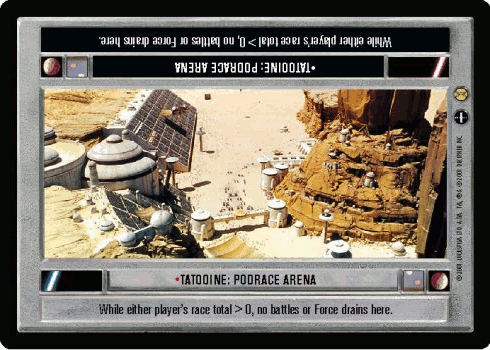 While either player's race total > 0, no battles or Force drains here.
•TATOOINE: PODRACE ARENA
•TATOOINE: PODRACE ARENA
While either player's race total > 0, no battles or Force drains here.